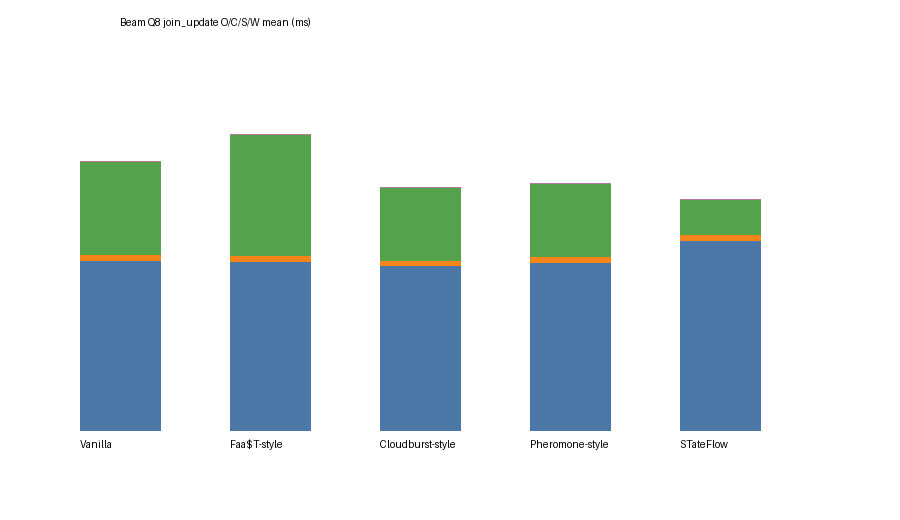 Beam Q8 join_update O/C/S/W mean (ms)
Vanilla
Faa$T-style
Cloudburst-style
Pheromone-style
STateFlow